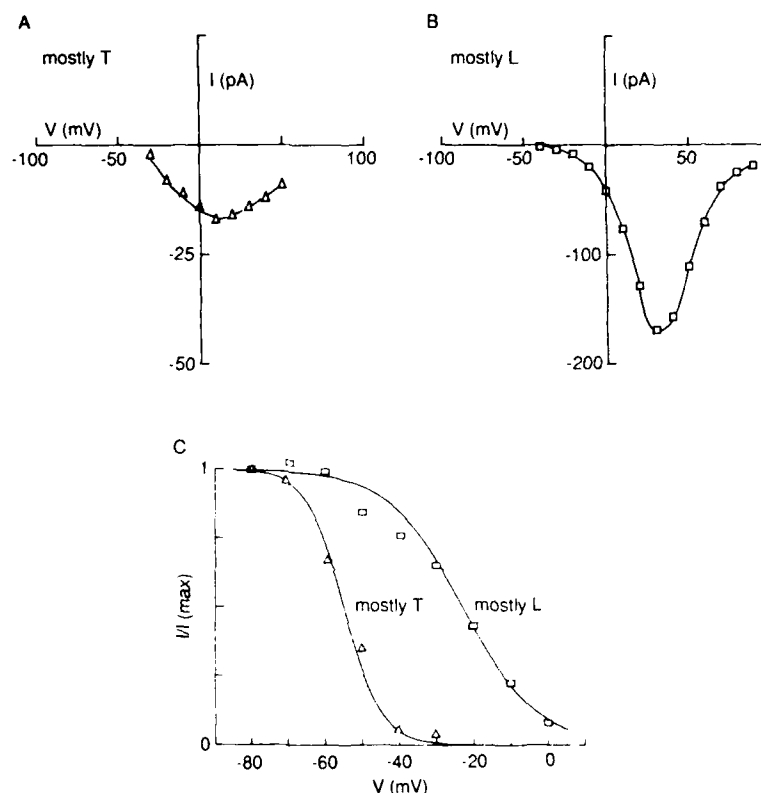 A
mostly T
I (pA)
V (mV)
-100
-50
100
-25
-50
B
mostly L
I (pA)
V (mV)
-100
-50
50
-100
-200
C
1
I/I (max)
mostly T
mostly L
0
-80
-60
-40
-20
0
V (mV)